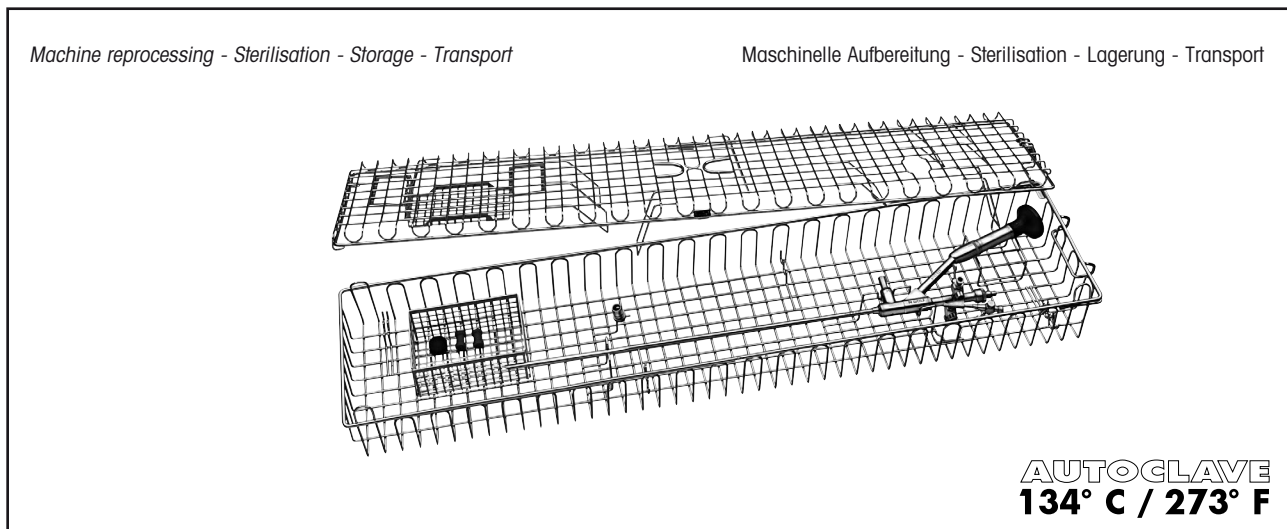 Machine reprocessing - Sterilisation - Storage - Transport
Maschinelle Aufbereitung - Sterilisation - Lagerung - Transport
AUTOCLAVE
134° C / 273° F